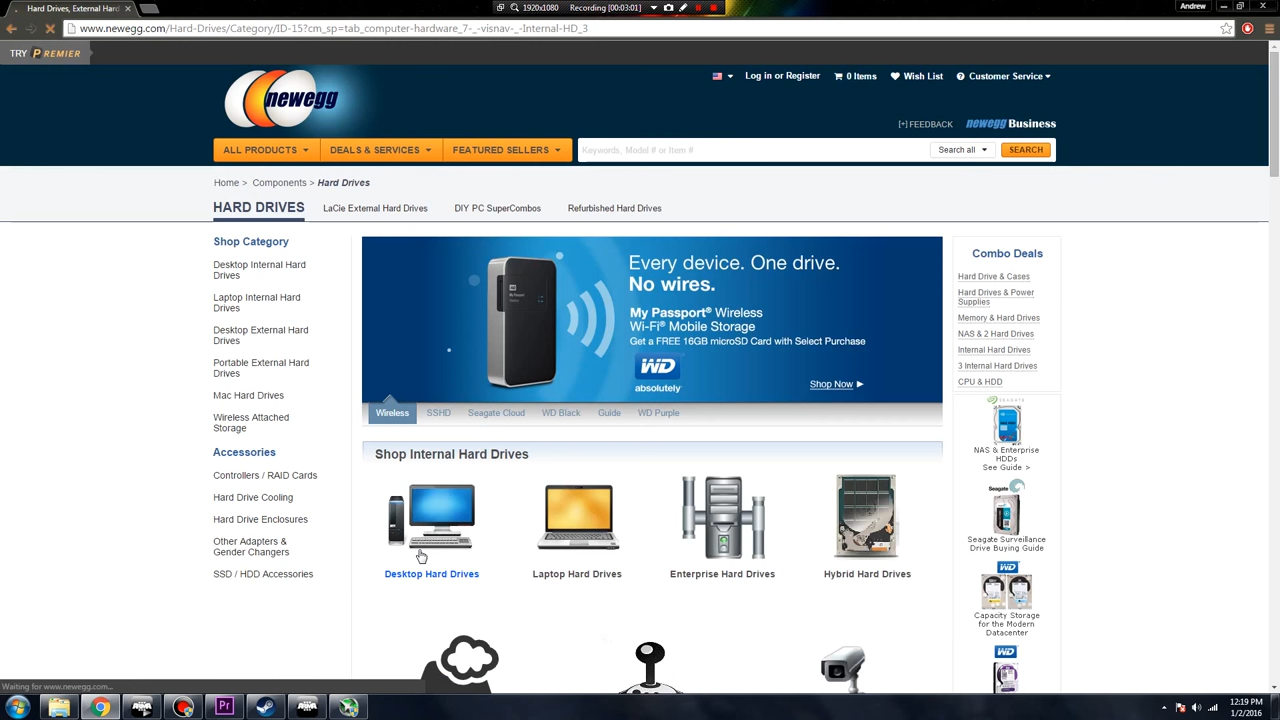 Hard Drives, External Hard
1920x1080
Recording [00:03:01]
Andrew
www.newegg.com/Hard-Drives/Category/ID-15?cm_sp=tab_computer-hardware_7-_-visnav-_-Internal-HD_3
TRY PREMIER
newegg
Log in or Register
0 Items
Wish List
Customer Service
[+] FEEDBACK
newegg Business
ALL PRODUCTS
DEALS & SERVICES
FEATURED SELLERS
Keywords, Model # or Item #
Search all
SEARCH
Home > Components > Hard Drives
HARD DRIVES
LaCie External Hard Drives
DIY PC SuperCombos
Refurbished Hard Drives
Shop Category
Desktop Internal Hard
Drives
Laptop Internal Hard
Drives
Desktop External Hard
Drives
Portable External Hard
Drives
Mac Hard Drives
Wireless Attached
Storage
Accessories
Controllers / RAID Cards
Hard Drive Cooling
Hard Drive Enclosures
Other Adapters &
Gender Changers
SSD / HDD Accessories
Every device. One drive.
No wires.
My Passport® Wireless
Wi-Fi® Mobile Storage
Get a FREE 16GB microSD Card with Select Purchase
WD
absolutely
Shop Now
Wireless
SSHD
Seagate Cloud
WD Black
Guide
WD Purple
Shop Internal Hard Drives
Desktop Hard Drives
Laptop Hard Drives
Enterprise Hard Drives
Hybrid Hard Drives
Combo Deals
Hard Drive & Cases
Hard Drives & Power
Supplies
Memory & Hard Drives
NAS & 2 Hard Drives
Internal Hard Drives
3 Internal Hard Drives
CPU & HDD
SEAGATE
NAS & Enterprise
HDDs
See Guide >
Seagate
Seagate Surveillance
Drive Buying Guide
WD
Capacity Storage
for the Modern
Datacenter
WD
Waiting for www.newegg.com...
Pr
12:19 PM
1/2/2016